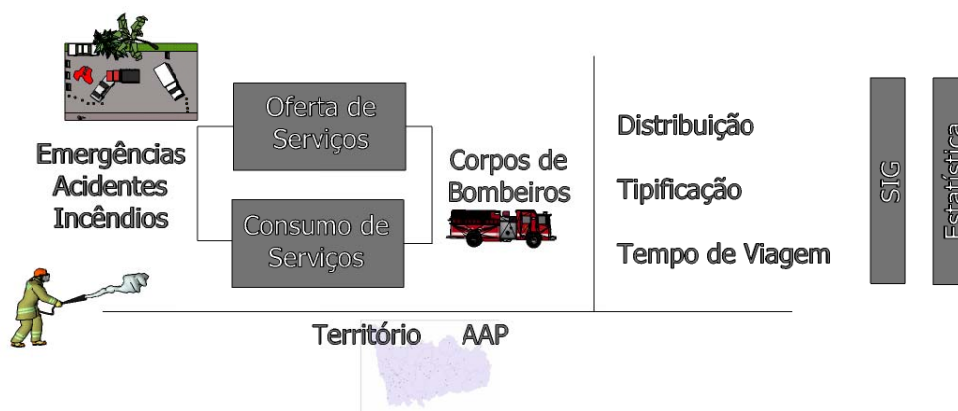 Oferta de
Serviços
Emergências
Acidentes
Incêndios
Consumo de
Serviços
Corpos de
Bombeiros
Distribuição
Tipificação
Tempo de Viagem
SIG
Estatística
Território AAP